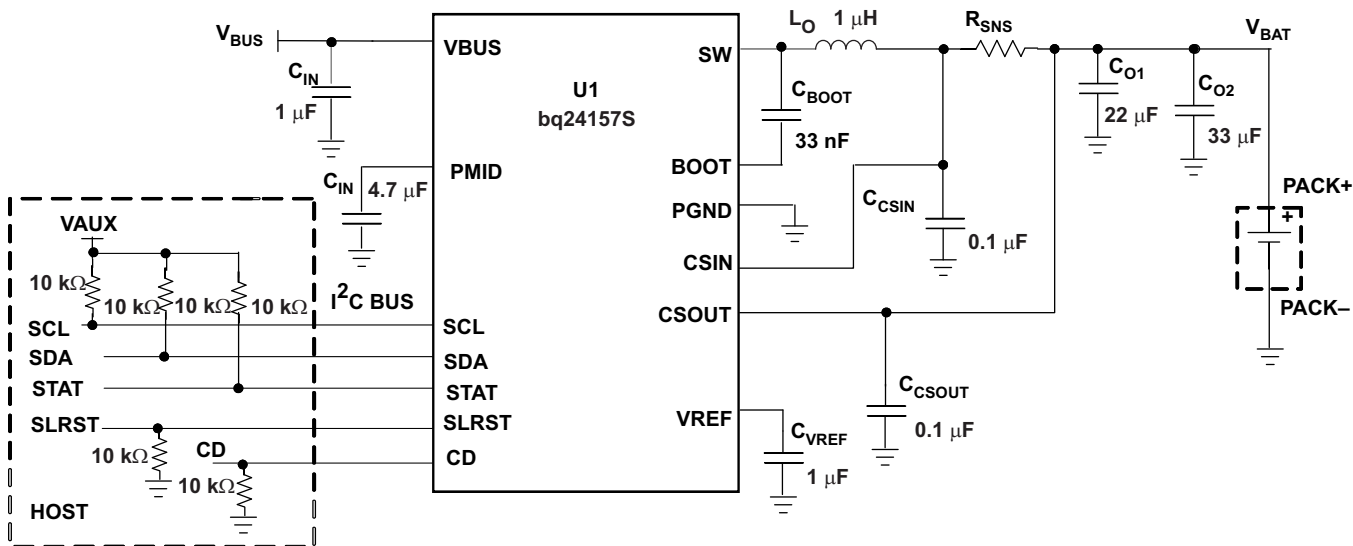 V_BUS
C_IN
1 μF
VBUS
U1
bq24157S
SW
L_O 1 μH
R_SNS
V_BAT
C_BOOT
33 nF
BOOT
C_O1
22 μF
C_O2
33 μF
C_IN
4.7 μF
PMID
PGND
C_CSIN
0.1 μF
CSIN
PACK+
+
PACK–
VAUX
10 kΩ
10 kΩ
10 kΩ
I²C BUS
CSOUT
SCL
SCL
SDA
SDA
STAT
STAT
SLRST
SLRST
C_CSOUT
0.1 μF
VREF
C_VREF
1 μF
10 kΩ
CD
CD
10 kΩ
HOST